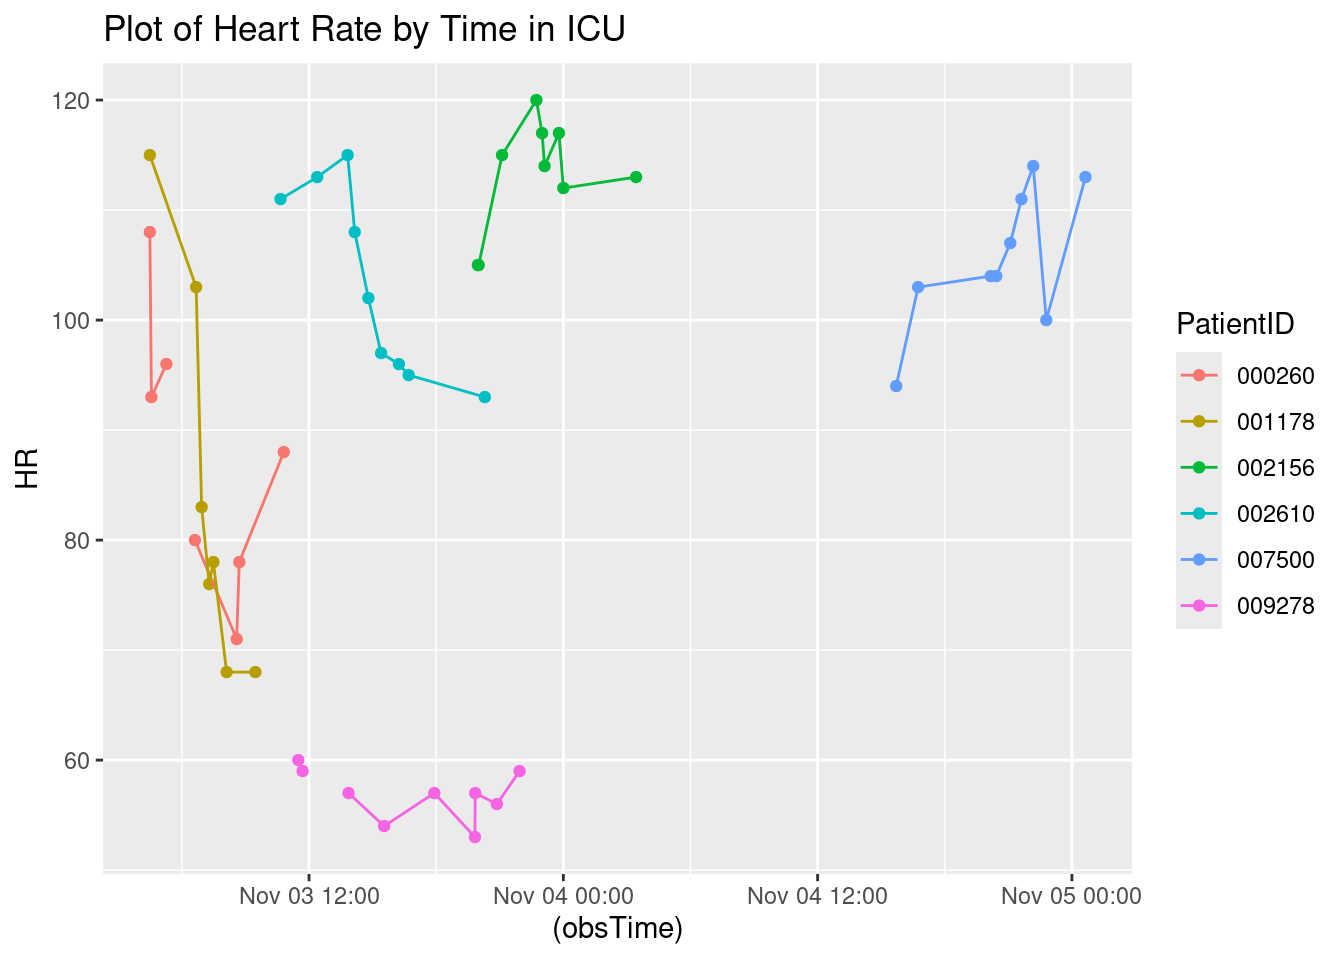 Plot of Heart Rate by Time in ICU
120
100
80
60
HR
Nov 03 12:00
Nov 04 00:00
Nov 04 12:00
Nov 05 00:00
(obsTime)
PatientID
000260
001178
002156
002610
007500
009278